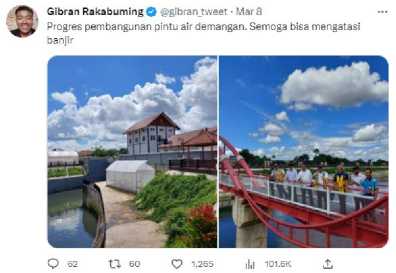 Gibran Rakabuming @gibran_tweet · Mar 8
Progres pembangunan pintu air demangan. Semoga bisa mengatasi
banjir
62 60 1,265 101.6K